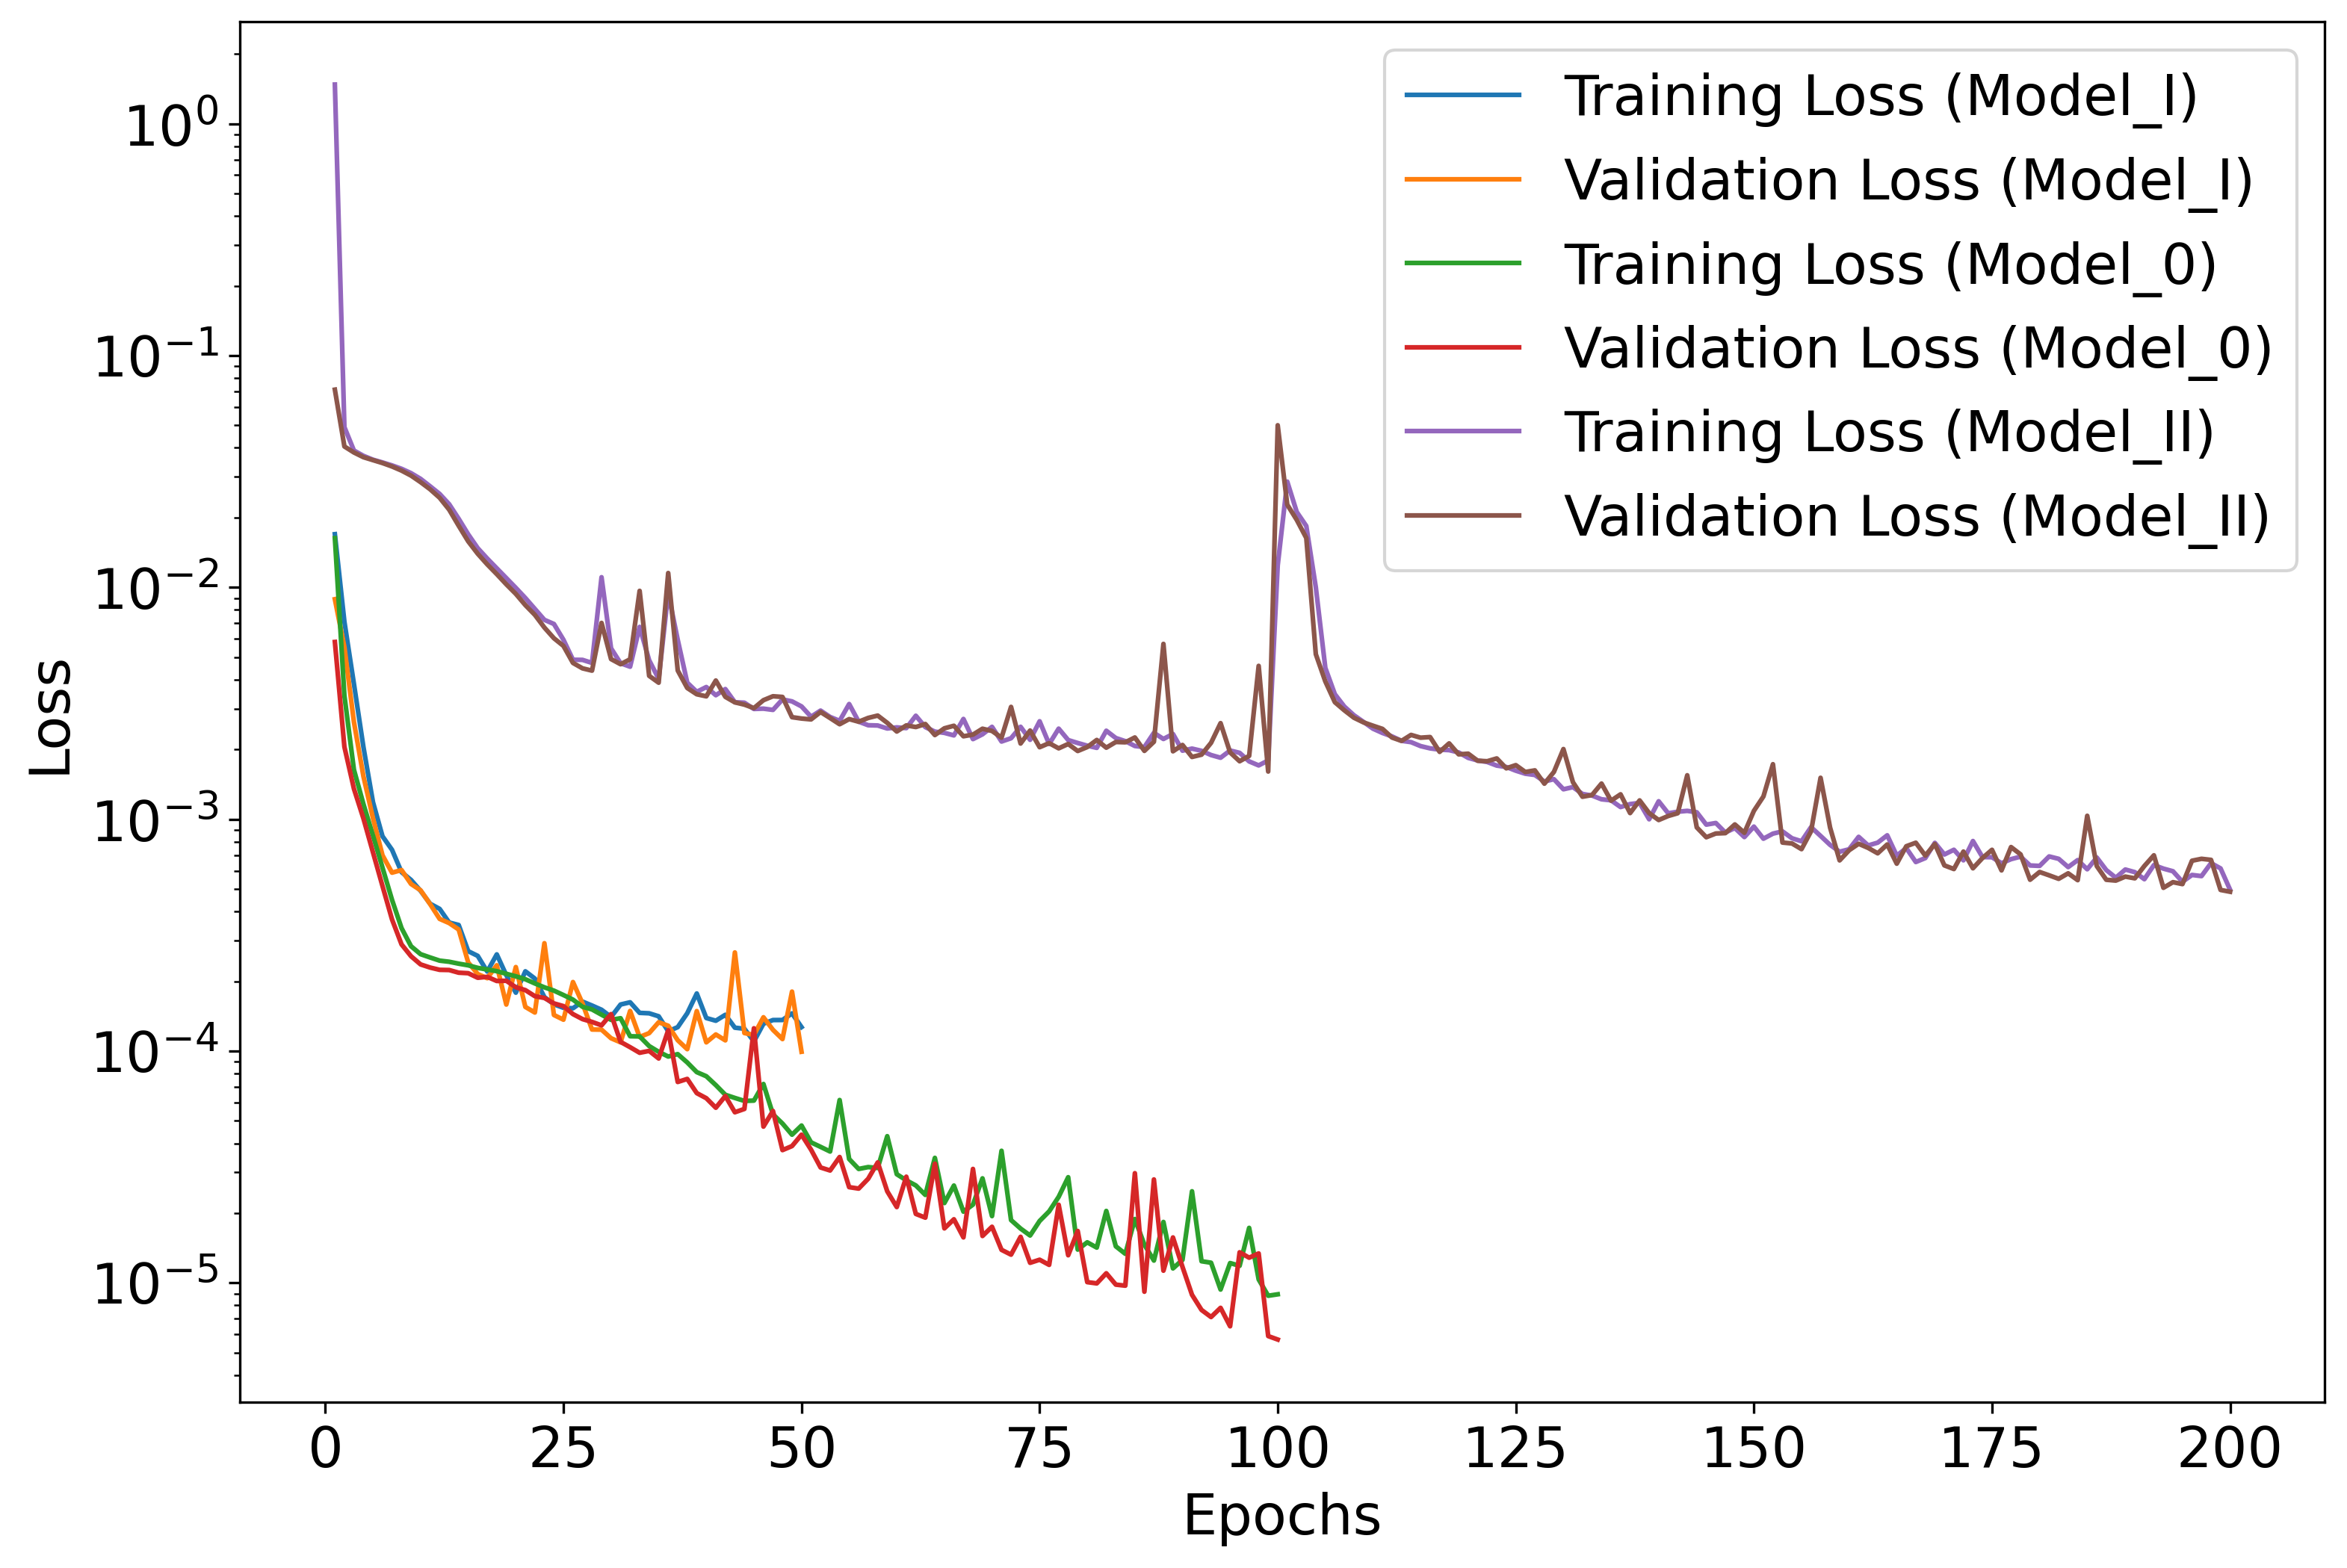 Training Loss (Model_I)
Validation Loss (Model_I)
Training Loss (Model_0)
Validation Loss (Model_0)
Training Loss (Model_II)
Validation Loss (Model_II)
10⁰
10⁻¹
10⁻²
10⁻³
10⁻⁴
10⁻⁵
Loss
0 25 50 75 100 125 150 175 200
Epochs